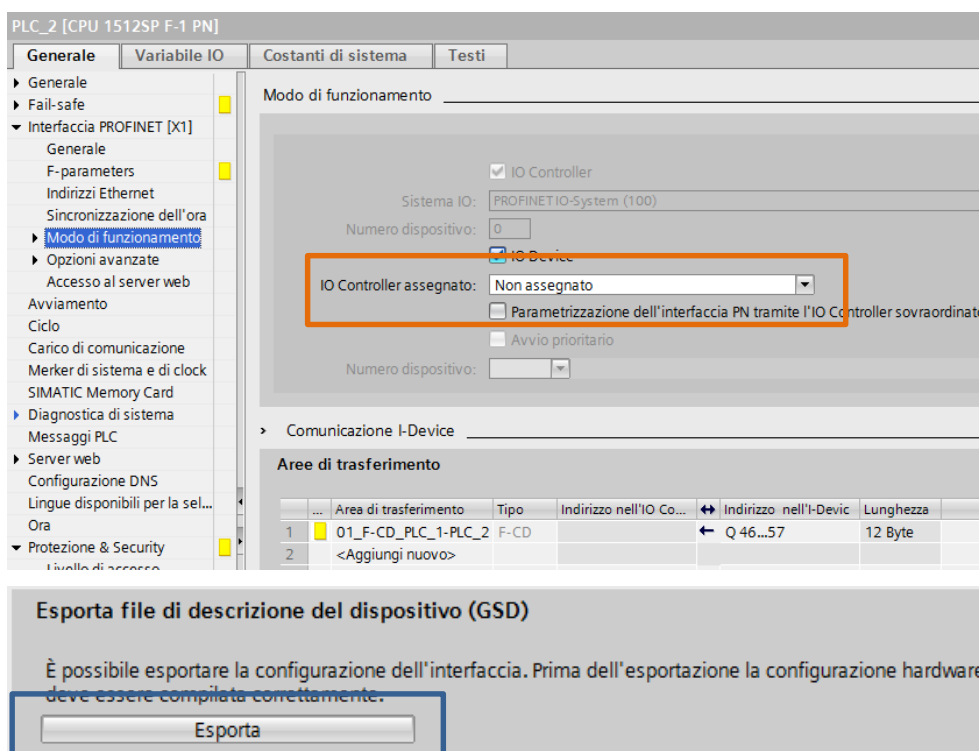 PLC_2 [CPU 1512SP F-1 PN]
Generale Variabile IO Costanti di sistema Testi
Generale
Fail-safe
Interfaccia PROFINET [X1]
Generale
F-parameters
Indirizzi Ethernet
Sincronizzazione dell'ora
Modo di funzionamento
Opzioni avanzate
Accesso al server web
Avviamento
Ciclo
Carico di comunicazione
Merker di sistema e di clock
SIMATIC Memory Card
Diagnostica di sistema
Messaggi PLC
Server web
Configurazione DNS
Lingue disponibili per la sel...
Ora
Protezione & Security
Livello di accesso
Modo di funzionamento
IO Controller
Sistema IO: PROFINET IO-System (100)
Numero dispositivo: 0
IO Device
IO Controller assegnato: Non assegnato
Parametrizzazione dell'interfaccia PN tramite l'IO Controller sovraordinato
Avvio prioritario
Numero dispositivo:
Comunicazione I-Device
Aree di trasferimento
... Area di trasferimento Tipo Indirizzo nell'IO Co... Indirizzo nell'I-Devic Lunghezza
1 01_F-CD_PLC_1-PLC_2 F-CD Q 46...57 12 Byte
2 <Aggiungi nuovo>
Esporta file di descrizione del dispositivo (GSD)
È possibile esportare la configurazione dell'interfaccia. Prima dell'esportazione la configurazione hardware
deve essere compilata correttamente.
Esporta